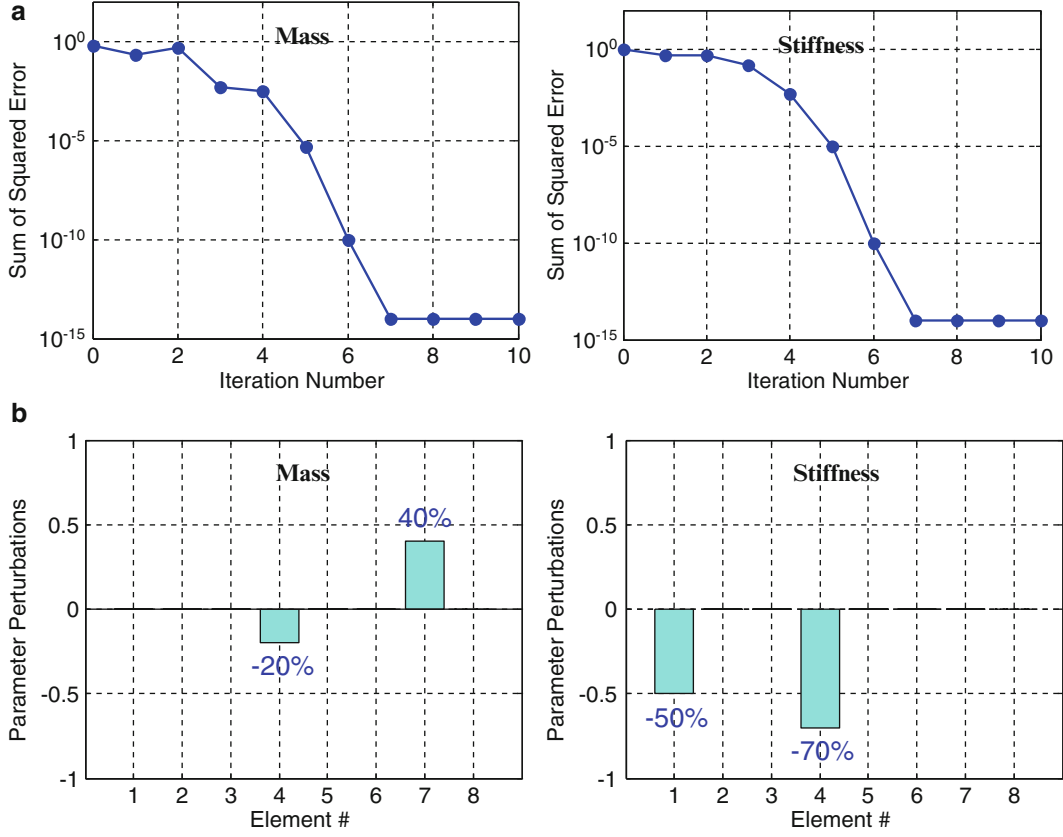 a
Mass
Sum of Squared Error
10^0
10^-5
10^-10
10^-15
0 2 4 6 8 10
Iteration Number
Stiffness
Sum of Squared Error
10^0
10^-5
10^-10
10^-15
0 2 4 6 8 10
Iteration Number
b
Mass
Parameter Perturbations
1
0.5
0
-0.5
-1
40%
-20%
1 2 3 4 5 6 7 8
Element #
Stiffness
Parameter Perturbations
1
0.5
0
-0.5
-1
-50%
-70%
1 2 3 4 5 6 7 8
Element #